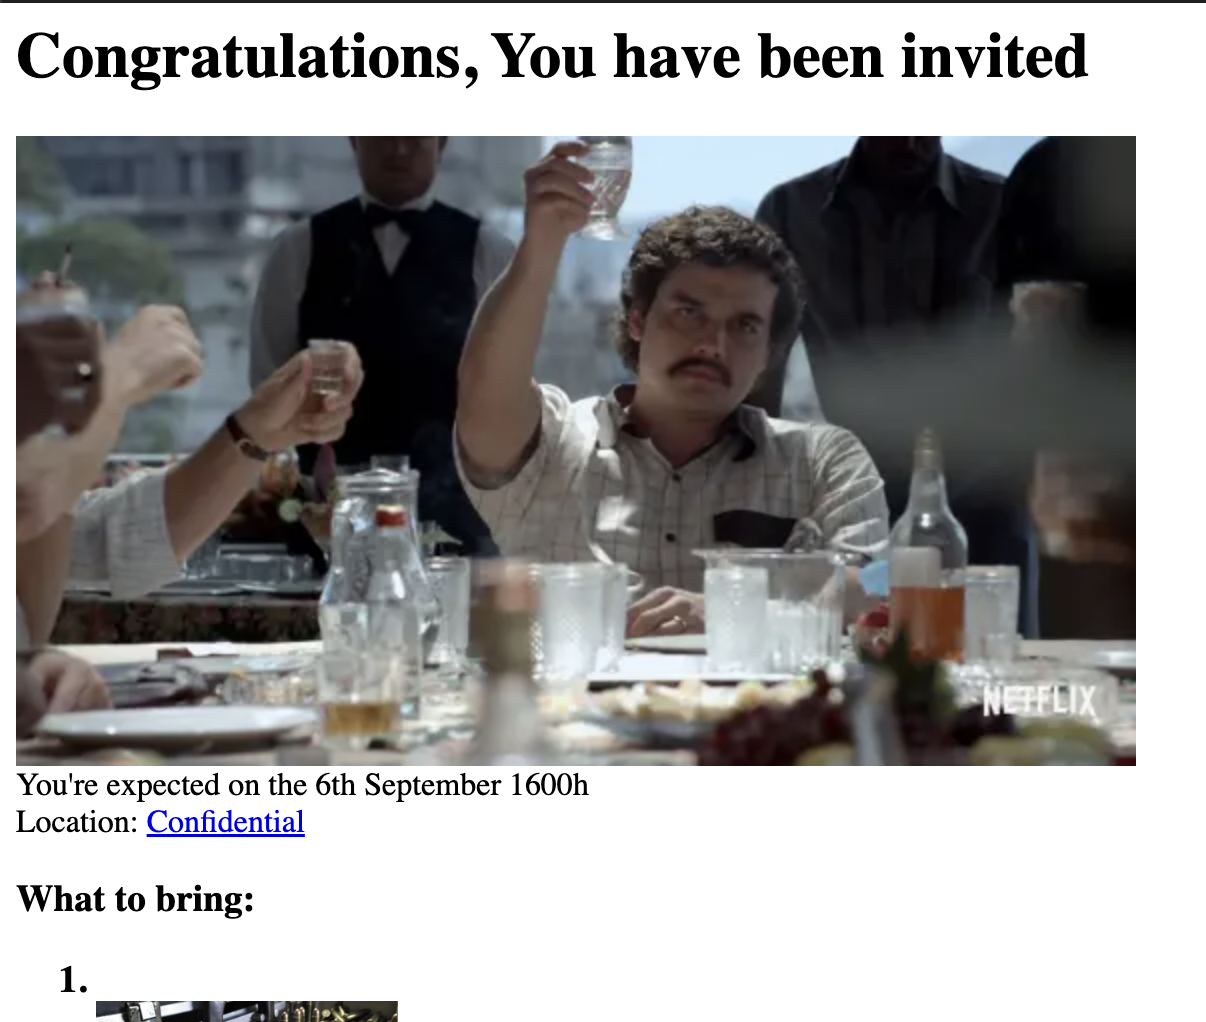 Congratulations, You have been invited
NETFLIX
You're expected on the 6th September 1600h
Location: Confidential
What to bring:
1.